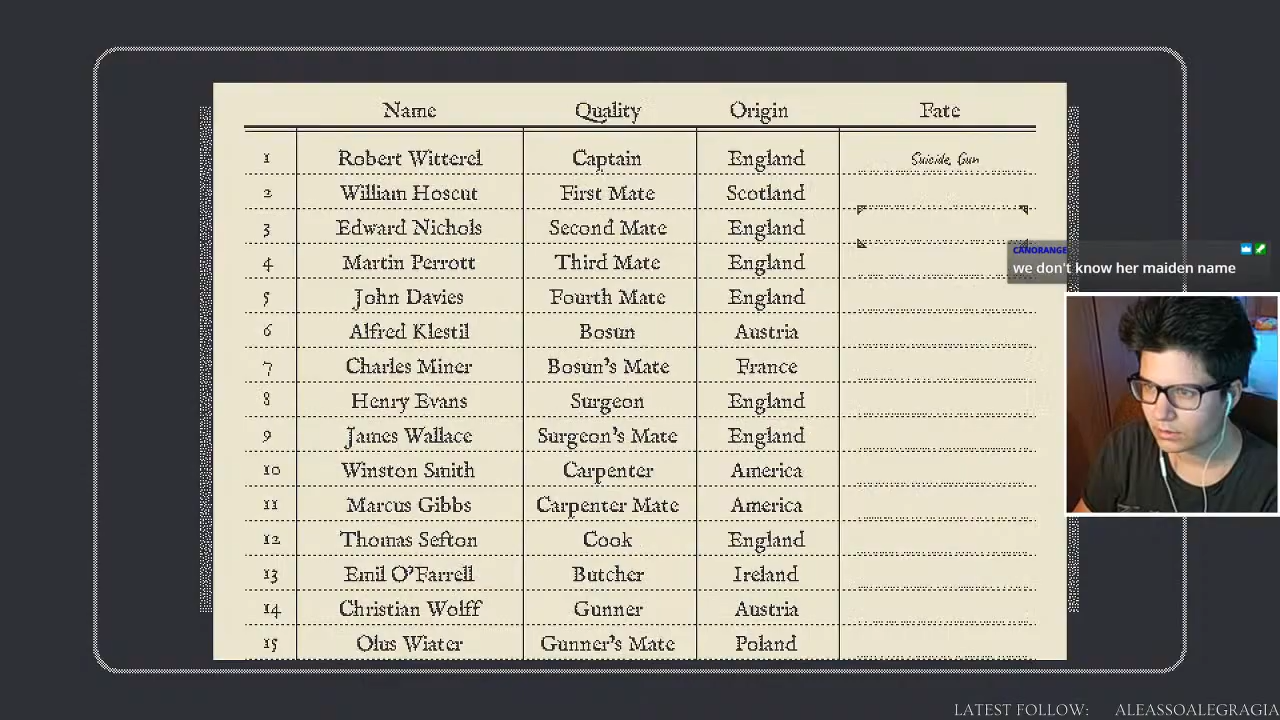 Name Quality Origin Fate
1 Robert Witterel Captain England Suicide, Gun
2 William Hoscut First Mate Scotland
3 Edward Nichols Second Mate England
4 Martin Perrott Third Mate England
5 John Davies Fourth Mate England
6 Alfred Klestil Bosun Austria
7 Charles Miner Bosun's Mate France
8 Henry Evans Surgeon England
9 James Wallace Surgeon's Mate England
10 Winston Smith Carpenter America
11 Marcus Gibbs Carpenter Mate America
12 Thomas Sefton Cook England
13 Emil O'Farrell Butcher Ireland
14 Christian Wolff Gunner Austria
15 Olus Wiater Gunner's Mate Poland
CANORANGE
we don't know her maiden name
LATEST FOLLOW: ALEASSOALEGRAGIA